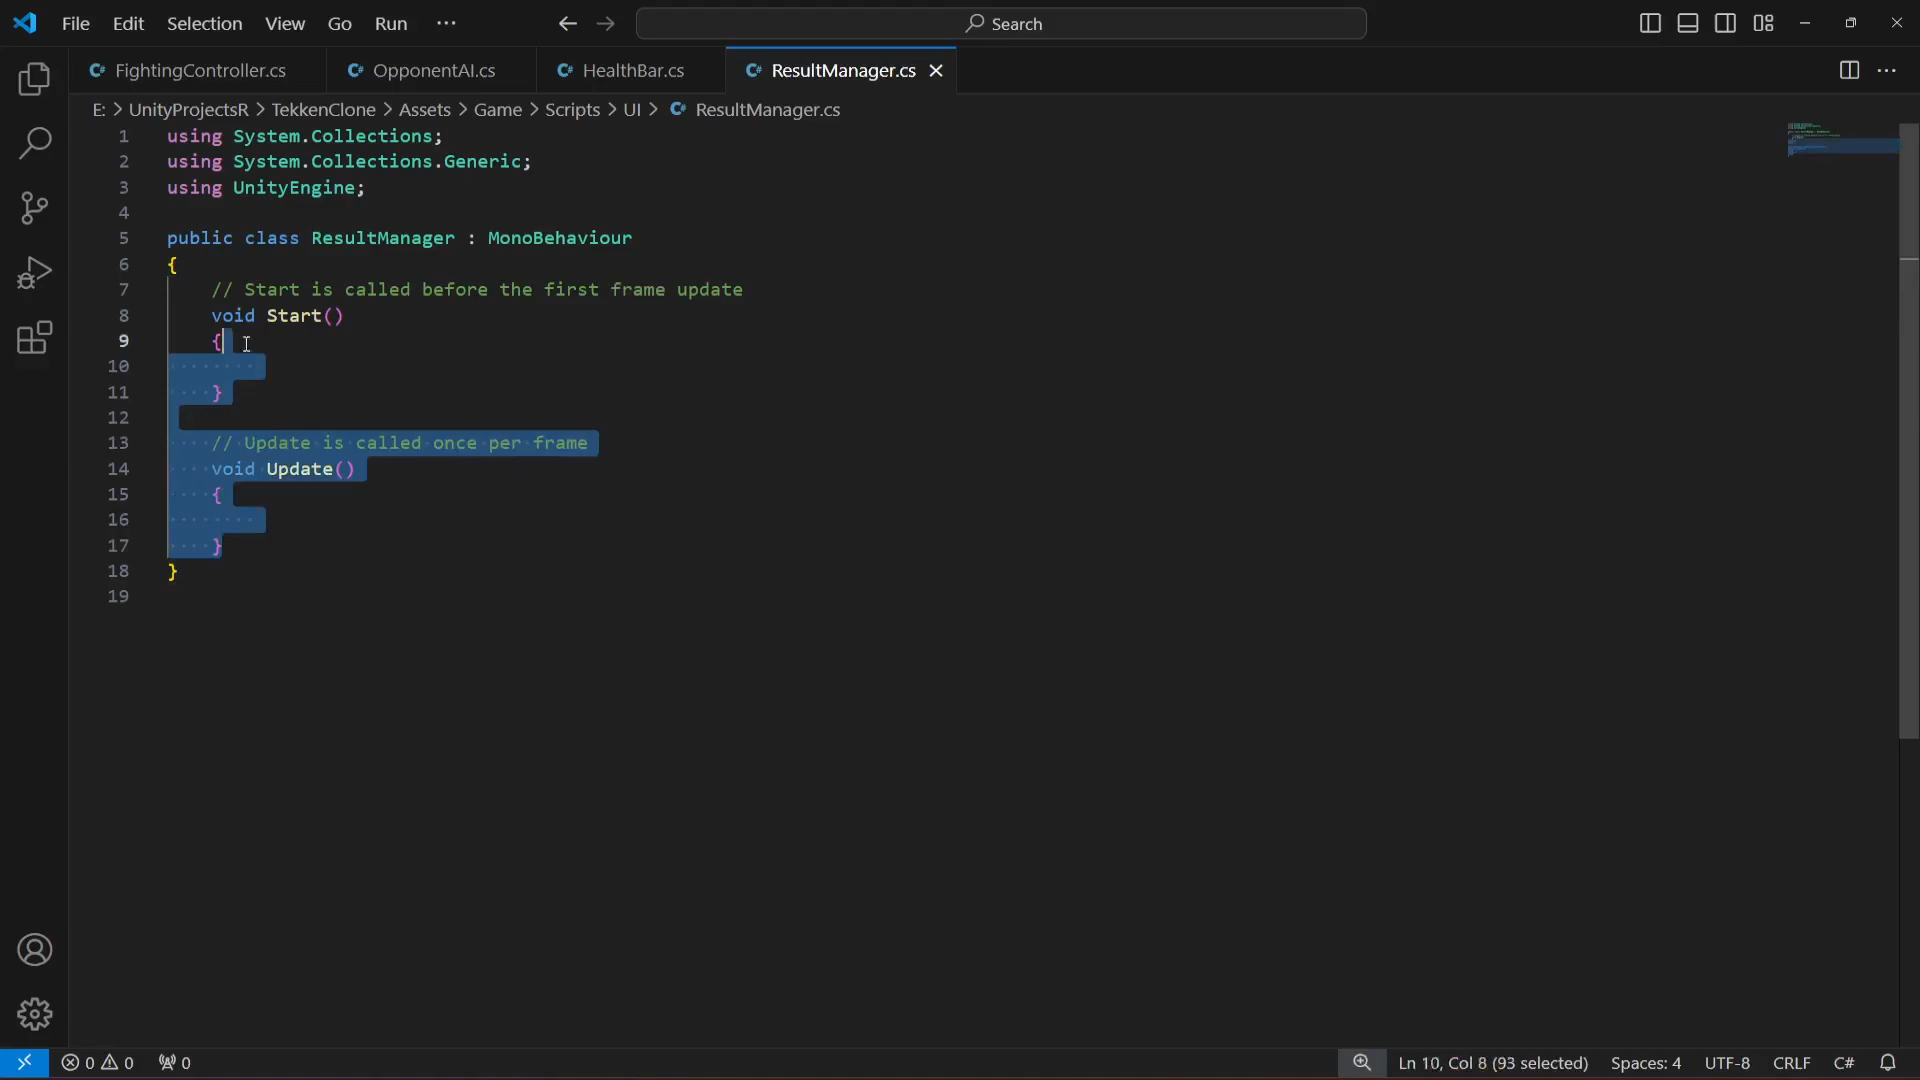 File Edit Selection View Go Run ··· Search
FightingController.cs OpponentAI.cs HealthBar.cs ResultManager.cs
E: > UnityProjectsR > TekkenClone > Assets > Game > Scripts > UI > ResultManager.cs
1 using System.Collections;
2 using System.Collections.Generic;
3 using UnityEngine;
4
5 public class ResultManager : MonoBehaviour
6 {
7 // Start is called before the first frame update
8 void Start()
9 {
10
11 }
12
13 // Update is called once per frame
14 void Update()
15 {
16
17 }
18 }
19
0 0 0 Ln 10, Col 8 (93 selected) Spaces: 4 UTF-8 CRLF C#